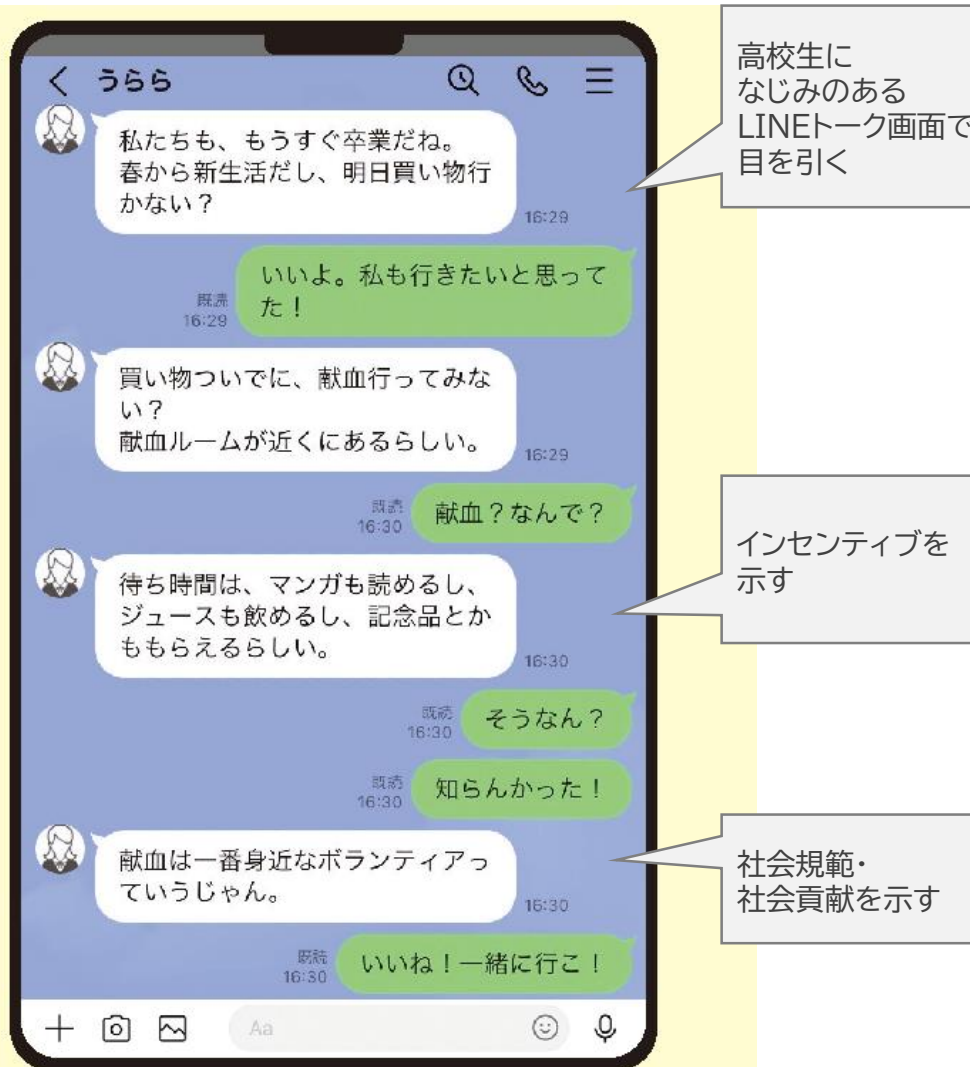 うらら
私たちも、もうすぐ卒業だね。
春から新生活だし、明日買い物行
かない？
16:29
いいよ。私も行きたいと思って
た！
既読
16:29
買い物ついでに、献血行ってみな
い？
献血ルームが近くにあるらしい。
16:29
献血？なんで？
既読
16:30
待ち時間は、マンガも読めるし、
ジュースも飲めるし、記念品とか
ももらえるらしい。
16:30
そうなん？
既読
16:30
知らんかった！
既読
16:30
献血は一番身近なボランティアっ
ていうじゃん。
16:30
いいね！一緒に行こ！
既読
16:30
Aa
高校生に
なじみのある
LINEトーク画面で
目を引く
インセンティブを
示す
社会規範・
社会貢献を示す